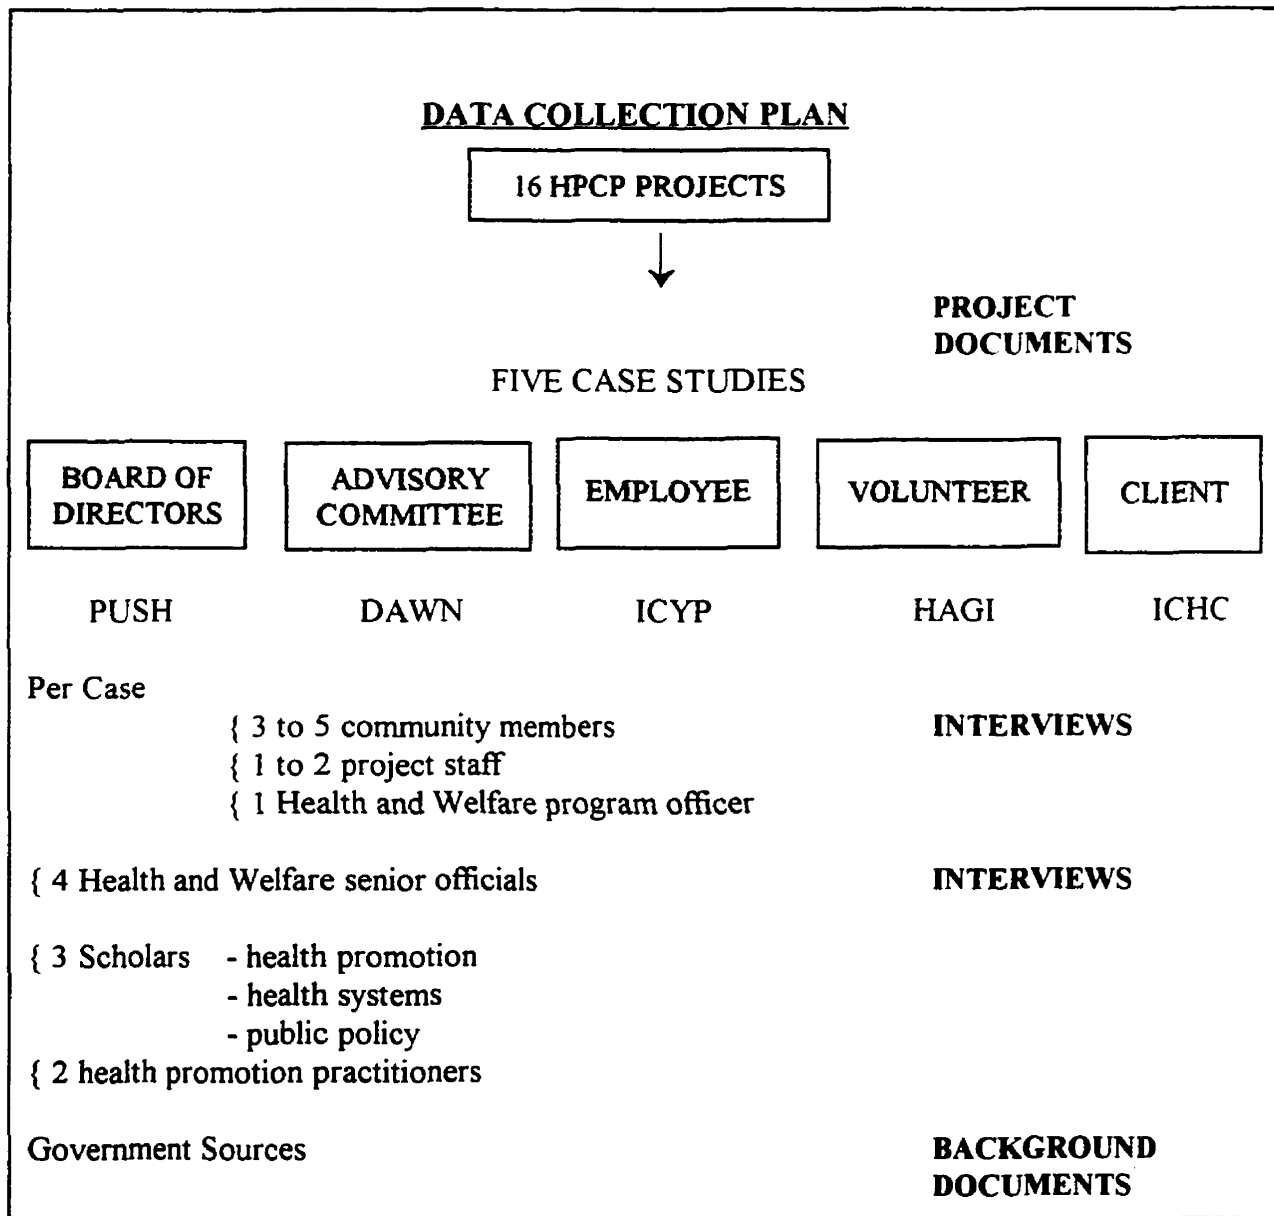 DATA COLLECTION PLAN
16 HPCP PROJECTS
PROJECT
DOCUMENTS
FIVE CASE STUDIES
BOARD OF
DIRECTORS
ADVISORY
COMMITTEE
EMPLOYEE
VOLUNTEER
CLIENT
PUSH DAWN ICYP HAGI ICHC
Per Case
{ 3 to 5 community members INTERVIEWS
{ 1 to 2 project staff
{ 1 Health and Welfare program officer
{ 4 Health and Welfare senior officials INTERVIEWS
{ 3 Scholars - health promotion
- health systems
- public policy
{ 2 health promotion practitioners
Government Sources BACKGROUND
DOCUMENTS